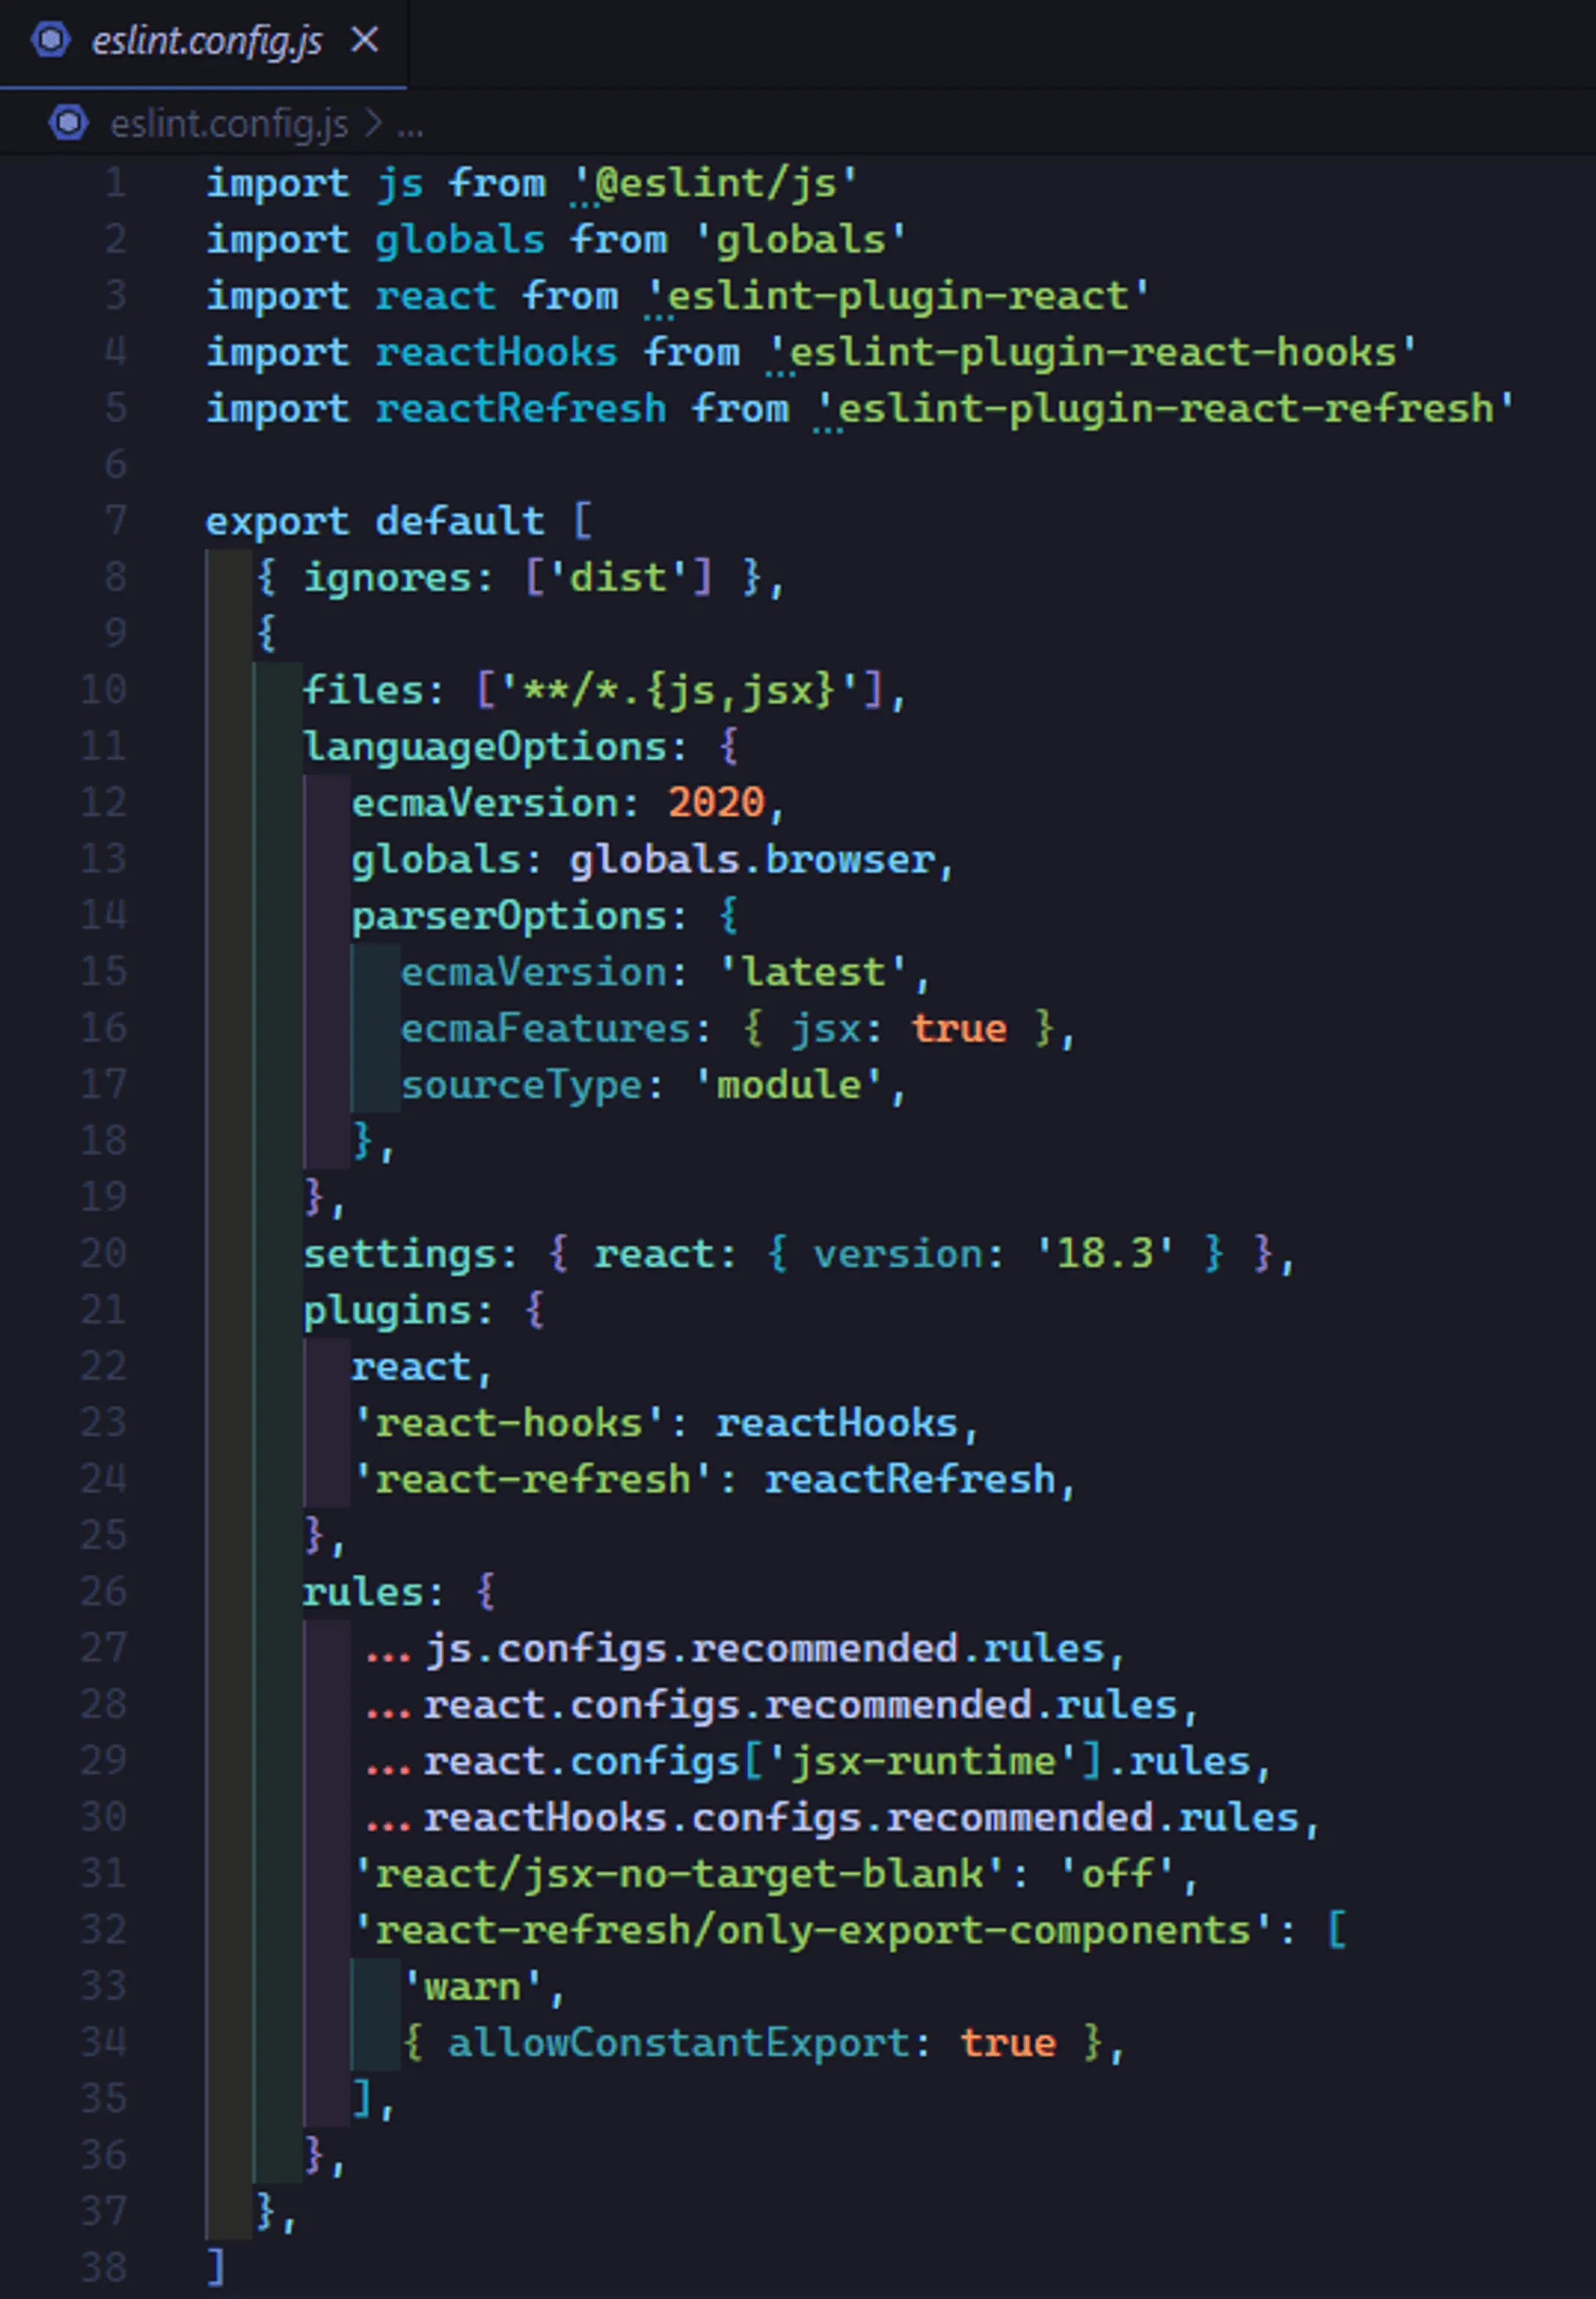 eslint.config.js ×
eslint.config.js > ...
1 import js from '@eslint/js'
2 import globals from 'globals'
3 import react from 'eslint-plugin-react'
4 import reactHooks from 'eslint-plugin-react-hooks'
5 import reactRefresh from 'eslint-plugin-react-refresh'
6
7 export default [
8   { ignores: ['dist'] },
9   {
10     files: ['**/*.{js,jsx}'],
11     languageOptions: {
12       ecmaVersion: 2020,
13       globals: globals.browser,
14       parserOptions: {
15         ecmaVersion: 'latest',
16         ecmaFeatures: { jsx: true },
17         sourceType: 'module',
18       },
19     },
20     settings: { react: { version: '18.3' } },
21     plugins: {
22       react,
23       'react-hooks': reactHooks,
24       'react-refresh': reactRefresh,
25     },
26     rules: {
27       ...js.configs.recommended.rules,
28       ...react.configs.recommended.rules,
29       ...react.configs['jsx-runtime'].rules,
30       ...reactHooks.configs.recommended.rules,
31       'react/jsx-no-target-blank': 'off',
32       'react-refresh/only-export-components': [
33         'warn',
34         { allowConstantExport: true },
35       ],
36     },
37   },
38 ]